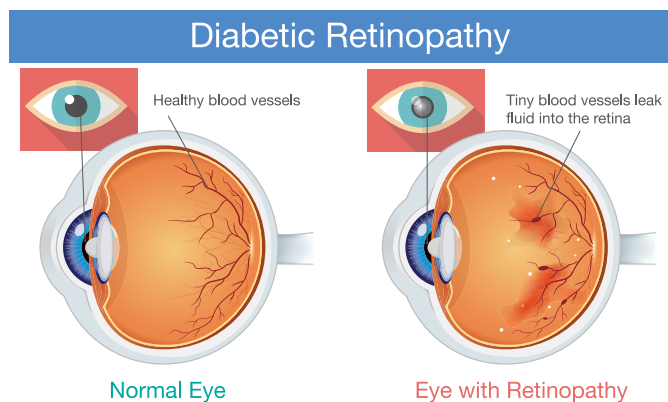 Diabetic Retinopathy
Healthy blood vessels
Tiny blood vessels leak
fluid into the retina
Normal Eye
Eye with Retinopathy